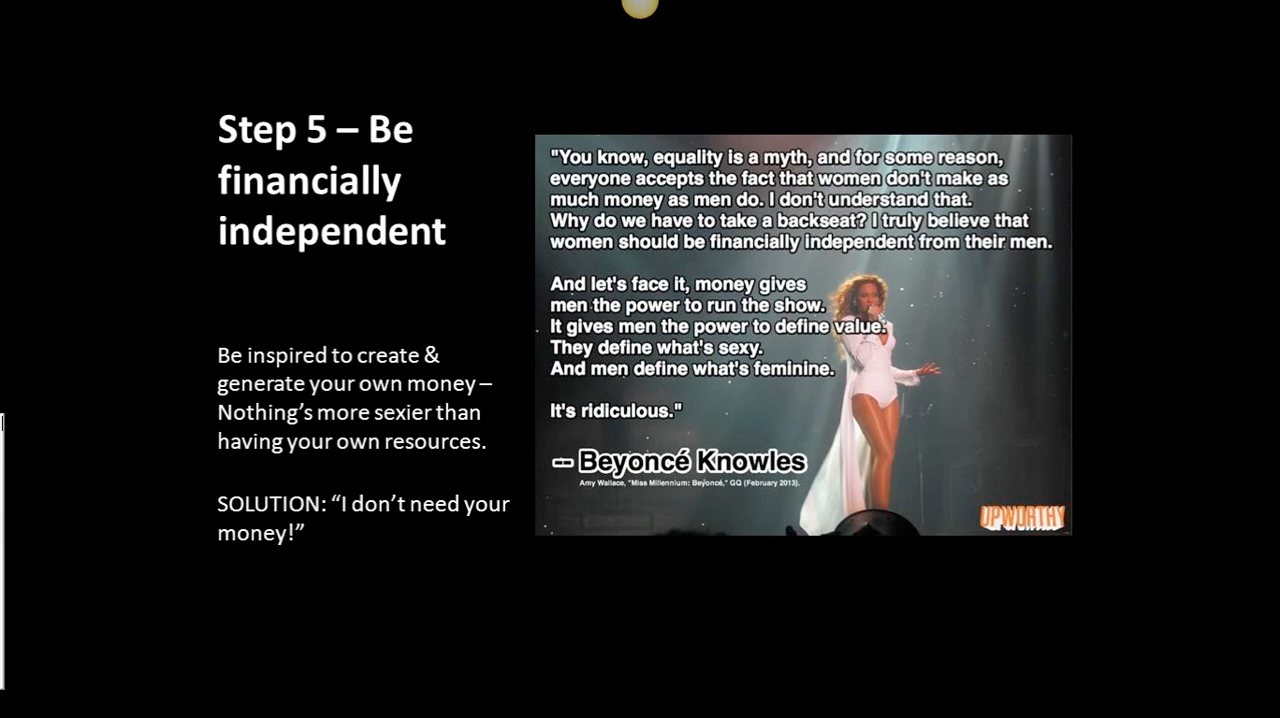 Step 5 – Be
financially
independent
Be inspired to create &
generate your own money –
Nothing’s more sexier than
having your own resources.
SOLUTION: “I don’t need your
money!”
"You know, equality is a myth, and for some reason,
everyone accepts the fact that women don't make as
much money as men do. I don't understand that.
Why do we have to take a backseat? I truly believe that
women should be financially independent from their men.
And let's face it, money gives
men the power to run the show.
It gives men the power to define value.
They define what's sexy.
And men define what's feminine.
It's ridiculous."
-- Beyoncé Knowles
Amy Wallace, "Miss Millennium: Beyoncé," GQ (February 2013).
UPWORTHY